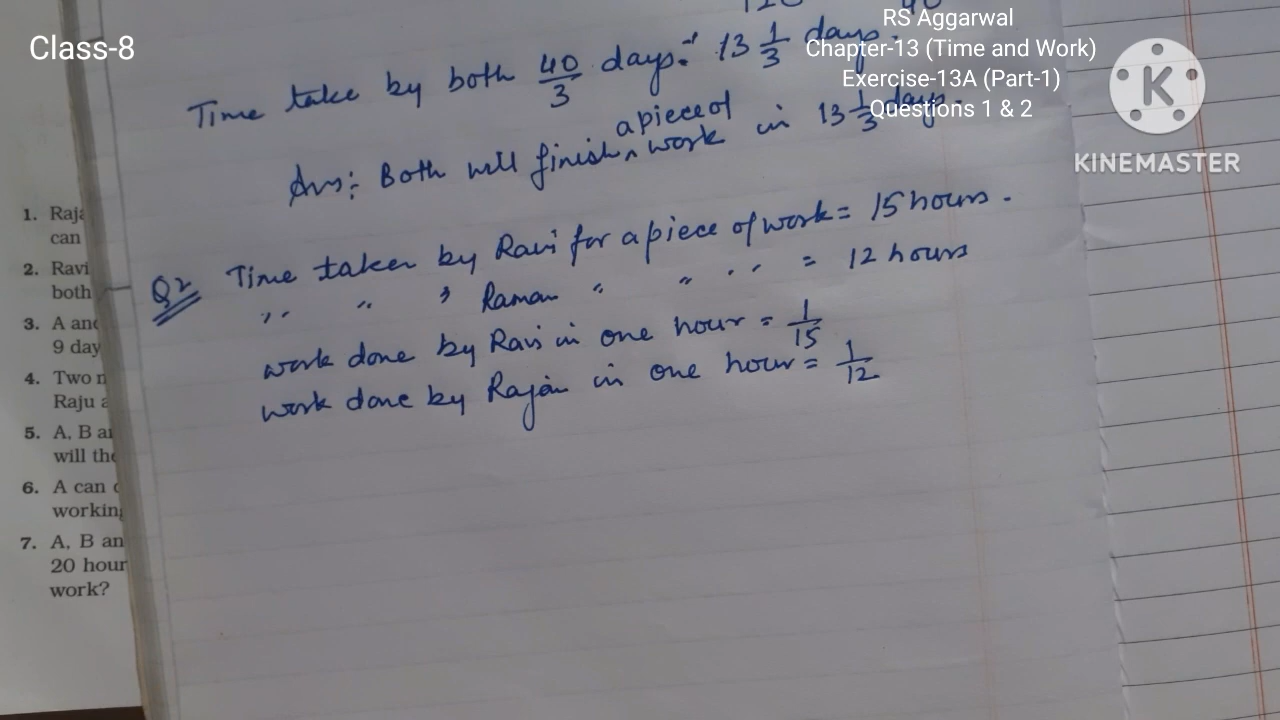 Class-8
RS Aggarwal
Chapter-13 (Time and Work)
Exercise-13A (Part-1)
Questions 1 & 2
KINEMASTER
Time take by both 40/3 days. 13 1/3 days.
Ans: Both will finish a piece of work in 13 1/3 days.
Q2 Time taken by Ravi for a piece of work = 15 hours.
,, ,, , Raman ,, ,, ,, = 12 hours
work done by Ravi in one hour = 1/15
work done by Rajan in one hour = 1/12
1. Raja
can
2. Ravi
both
3. A and
9 day
4. Two
Raju
5. A, B
will the
6. A can
working
7. A, B an
20 hour
work?